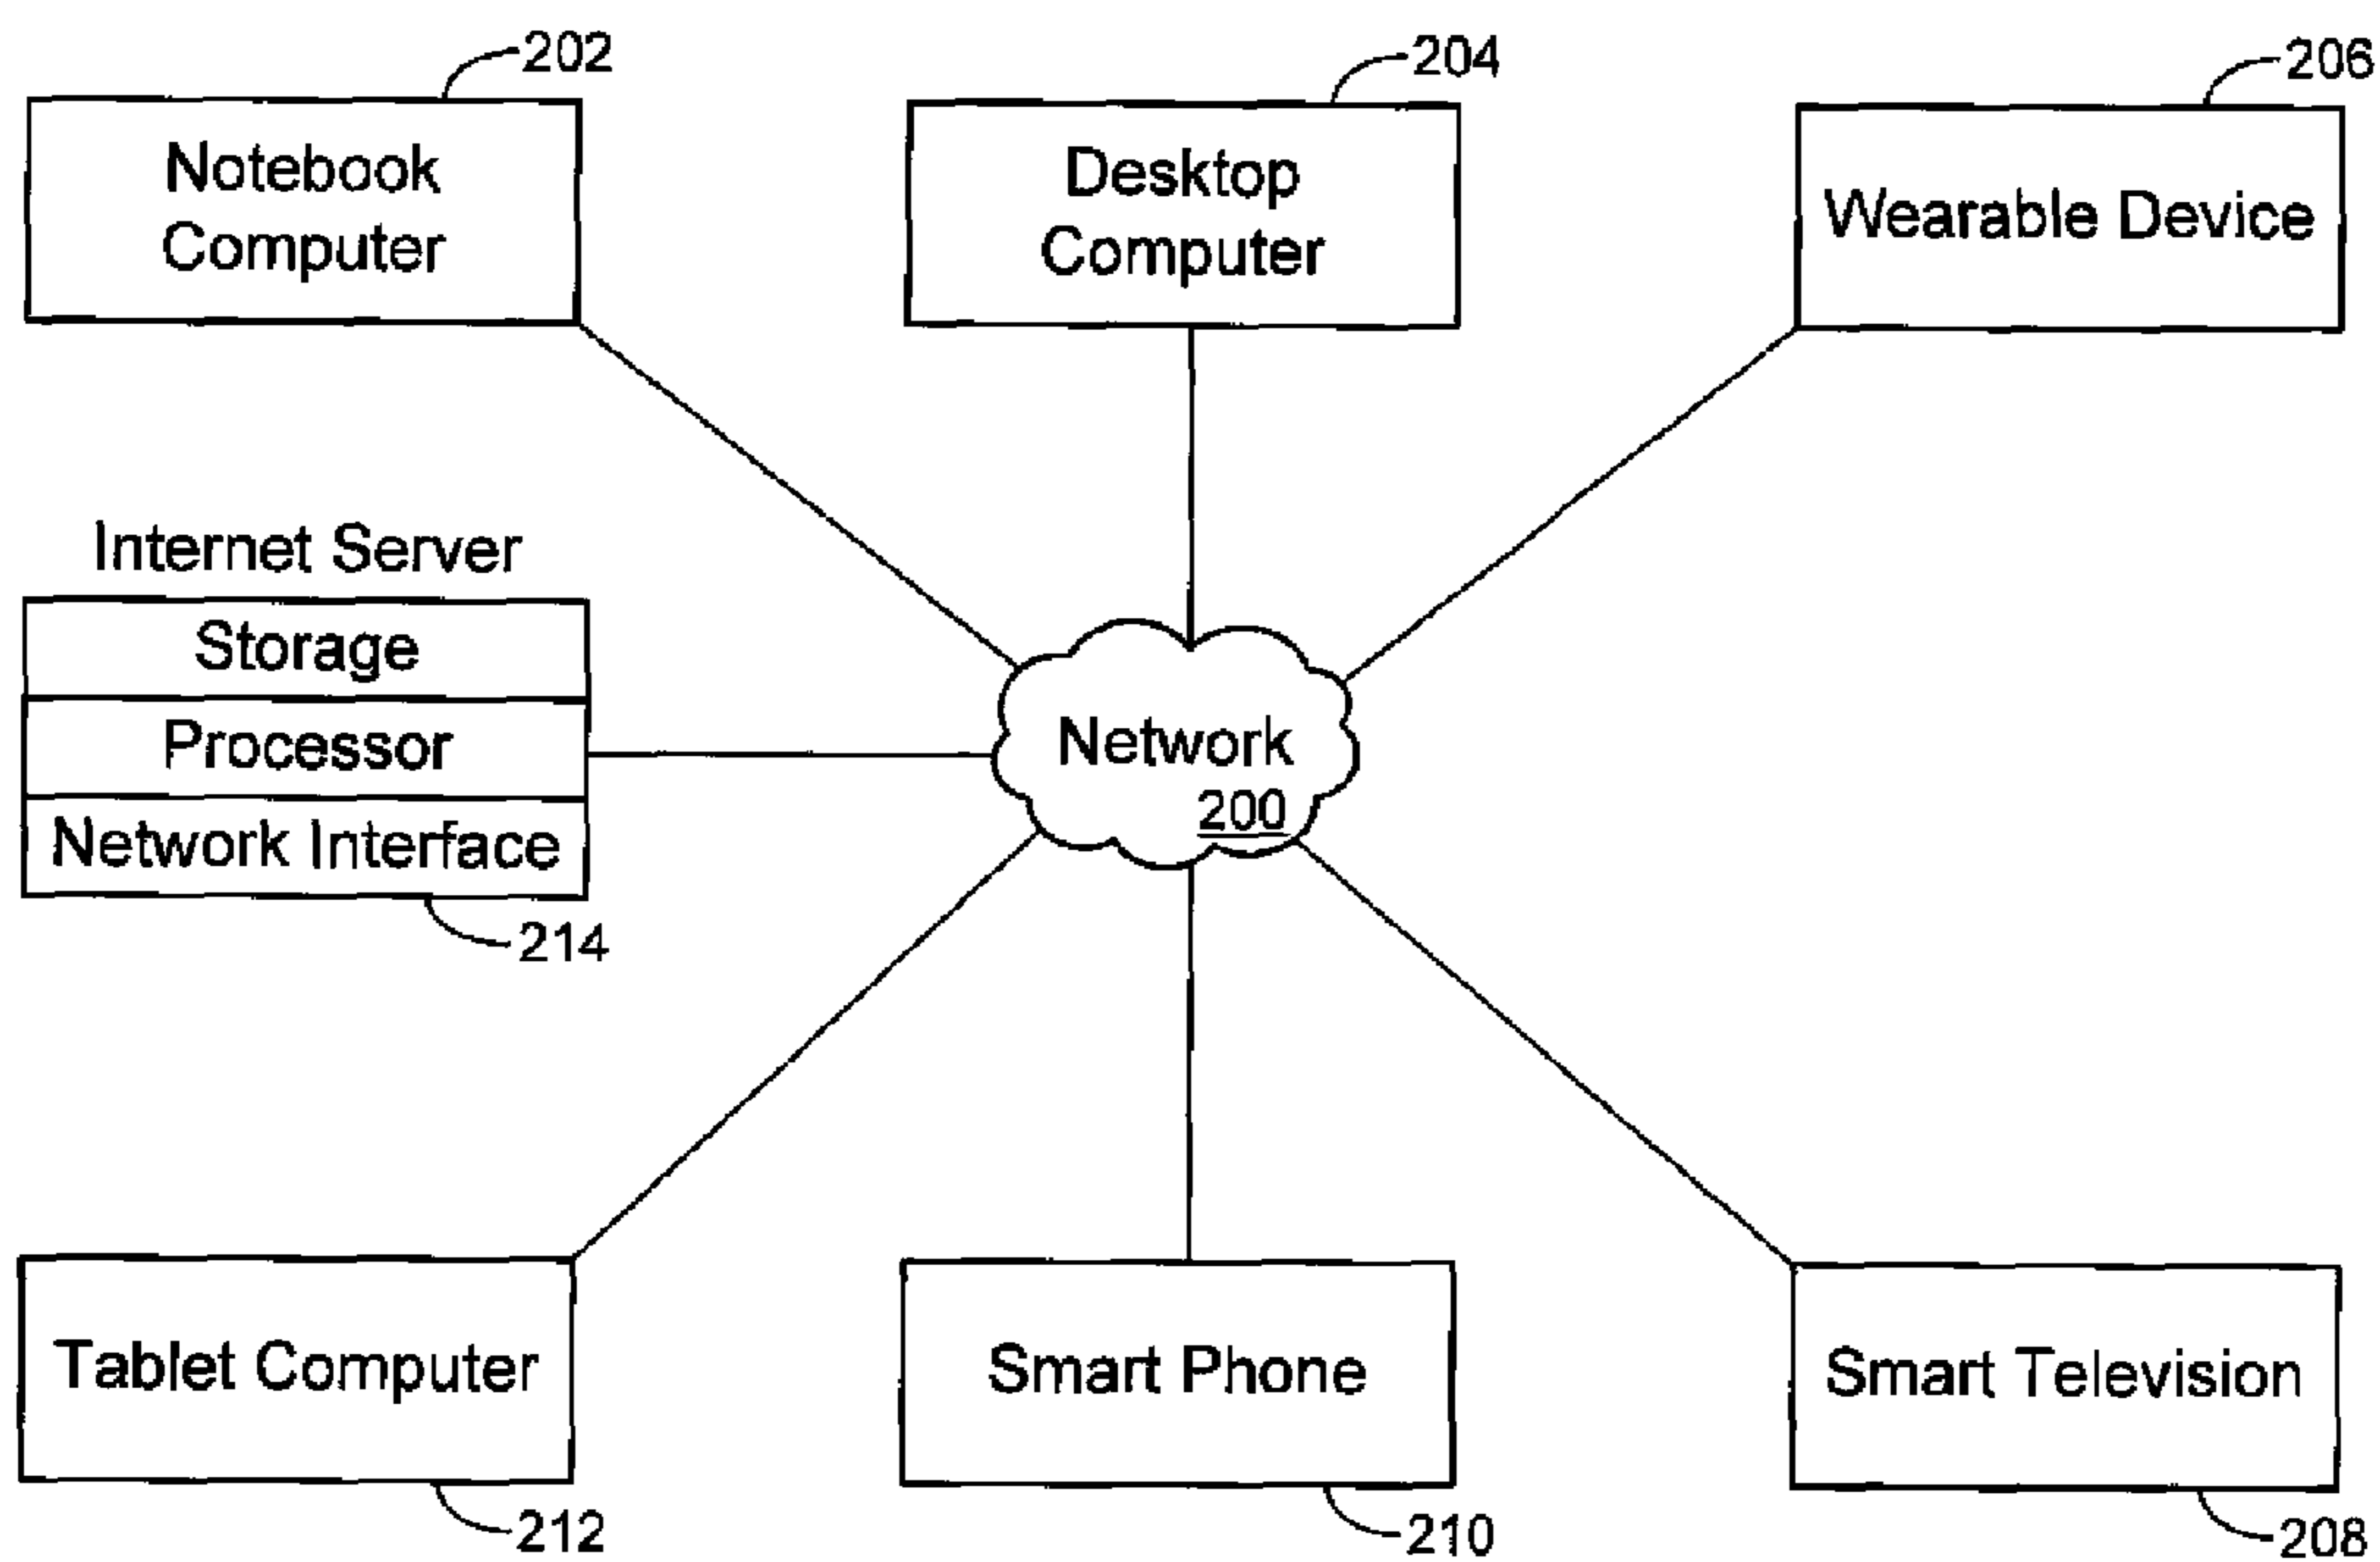 202
204
206
Notebook
Computer
Desktop
Computer
Wearable Device
Internet Server
Storage
Processor
Network Interface
214
Network
200
Tablet Computer
Smart Phone
Smart Television
212
210
208